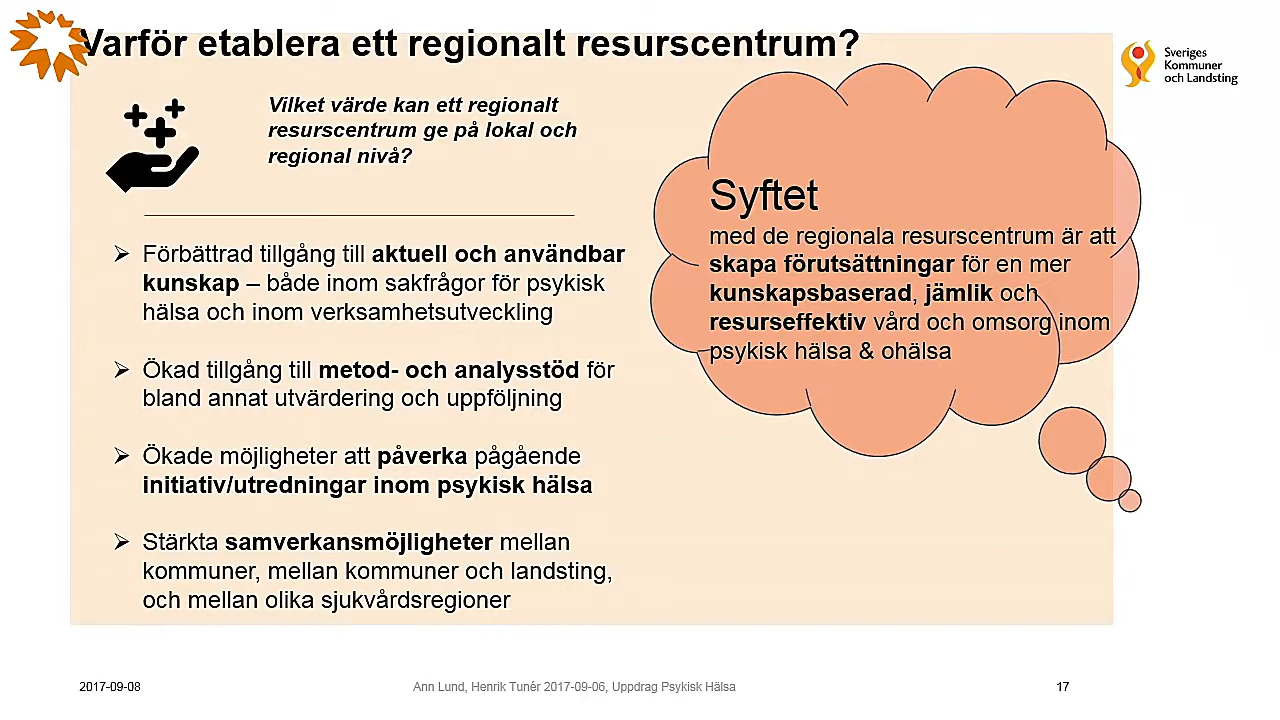 Varför etablera ett regionalt resurscentrum?
Sveriges
Kommuner
och Landsting
Vilket värde kan ett regionalt
resurscentrum ge på lokal och
regional nivå?
➢ Förbättrad tillgång till aktuell och användbar
kunskap – både inom sakfrågor för psykisk
hälsa och inom verksamhetsutveckling
➢ Ökad tillgång till metod- och analysstöd för
bland annat utvärdering och uppföljning
➢ Ökade möjligheter att påverka pågående
initiativ/utredningar inom psykisk hälsa
➢ Stärkta samverkansmöjligheter mellan
kommuner, mellan kommuner och landsting,
och mellan olika sjukvårdsregioner
Syftet
med de regionala resurscentrum är att
skapa förutsättningar för en mer
kunskapsbaserad, jämlik och
resurseffektiv vård och omsorg inom
psykisk hälsa & ohälsa
2017-09-08
Ann Lund, Henrik Tunér 2017-09-06, Uppdrag Psykisk Hälsa
17